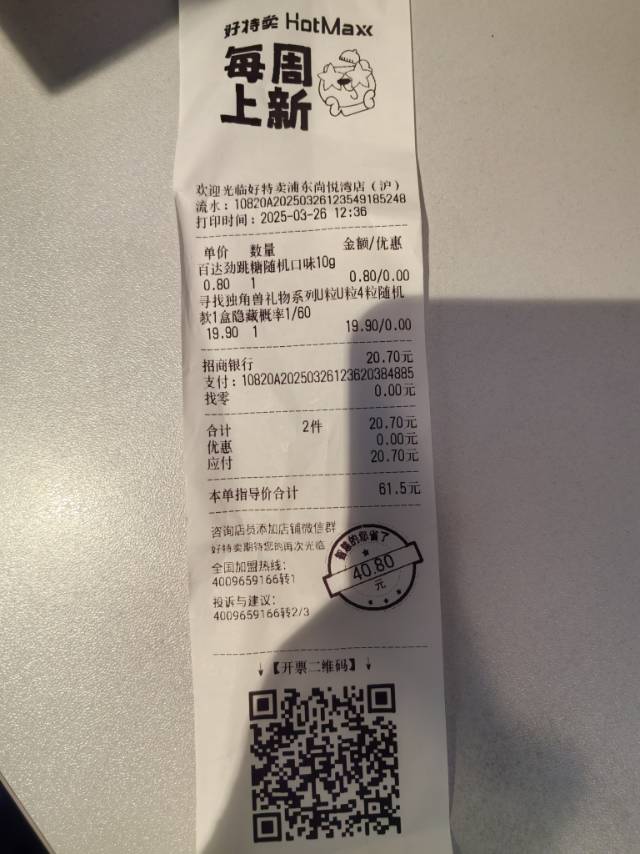 好特卖 HotMaxx
每周
上新
欢迎光临好特卖浦东尚悦湾店（沪）
流水：10820A20250326123549185248
打印时间：2025-03-26 12:36
单价 数量 金额/优惠
百达劲跳糖随机口味10g
0.80 1 0.80/0.00
寻找独角兽礼物系列U粒U粒4粒随机
款1盒隐藏概率1/60
19.90 1 19.90/0.00
招商银行 20.70元
支付：10820A20250326123620384885
找零 0.00元
合计 2件 20.70元
优惠 0.00元
应付 20.70元
本单指导价合计 61.5元
咨询店员添加店铺微信群
好特卖期待您的再次光临
全国加盟热线：
4009659166转1
投诉与建议：
4009659166转2/3
智慧的您省了
40.80
元
↓【开票二维码】↓